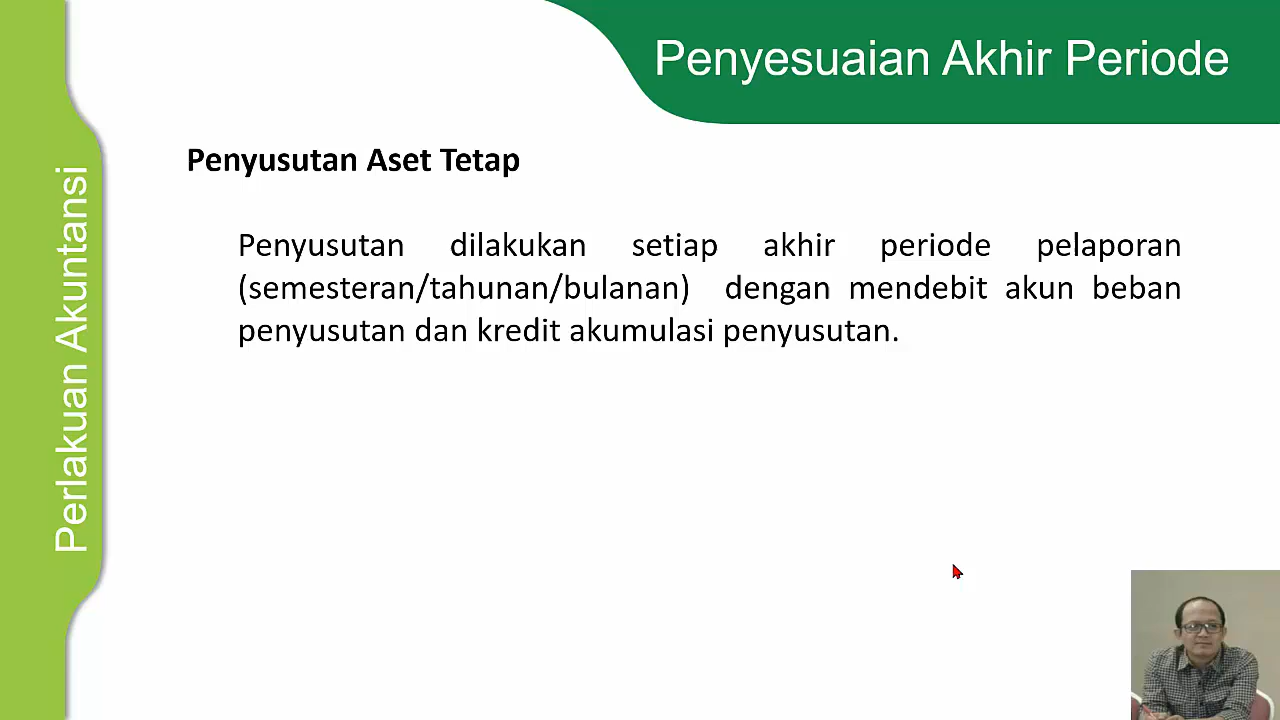 Penyesuaian Akhir Periode
Perlakuan Akuntansi
Penyusutan Aset Tetap
Penyusutan dilakukan setiap akhir periode pelaporan
(semesteran/tahunan/bulanan) dengan mendebit akun beban
penyusutan dan kredit akumulasi penyusutan.